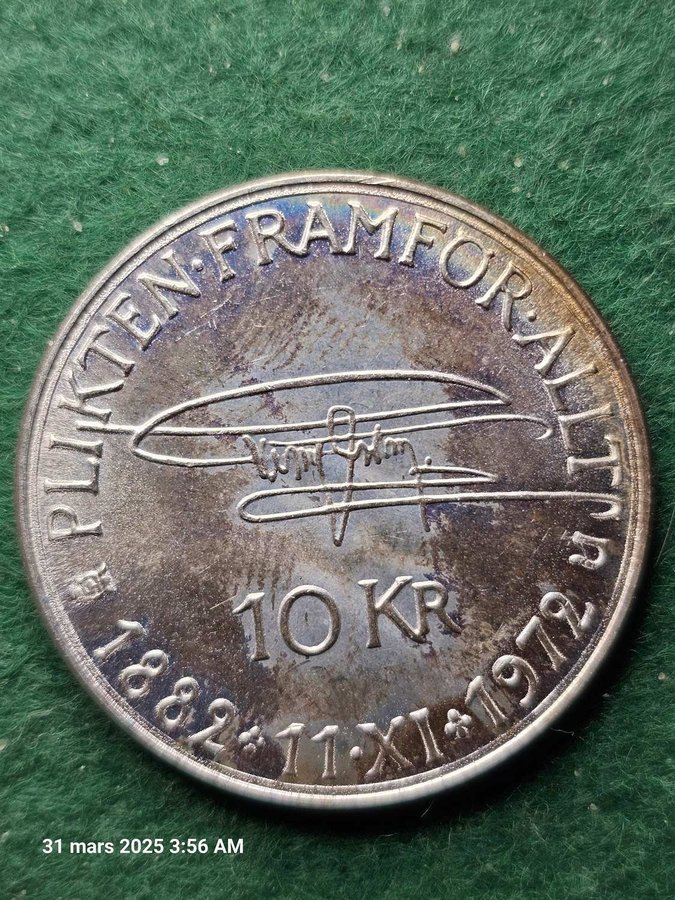 PLIKTEN·FRAMFÖR·ALLT
10 KR
U
1882 11·XI 1972
31 mars 2025 3:56 AM